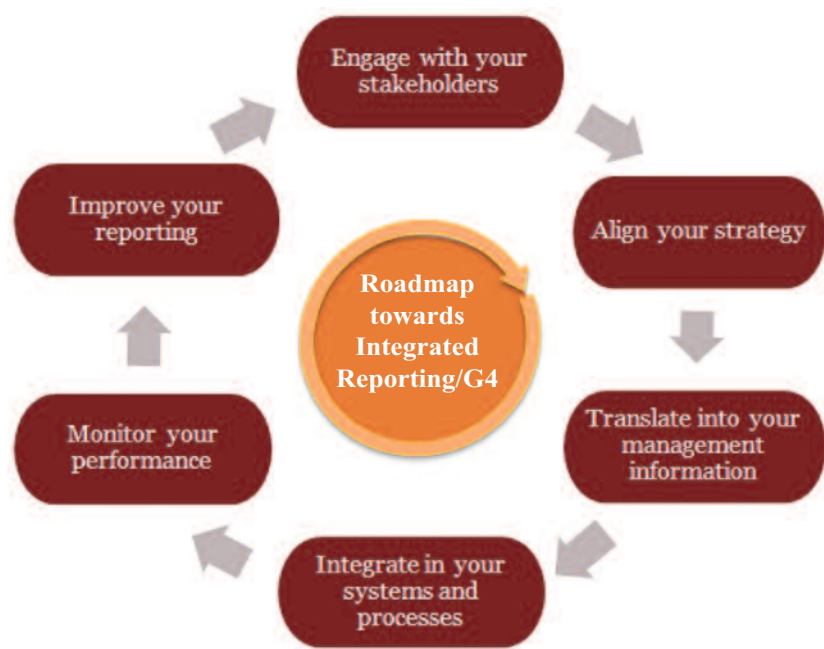 Engage with your
stakeholders
Align your strategy
Translate into your
management
information
Integrate in your
systems and
processes
Monitor your
performance
Improve your
reporting
Roadmap
towards
Integrated
Reporting/G4